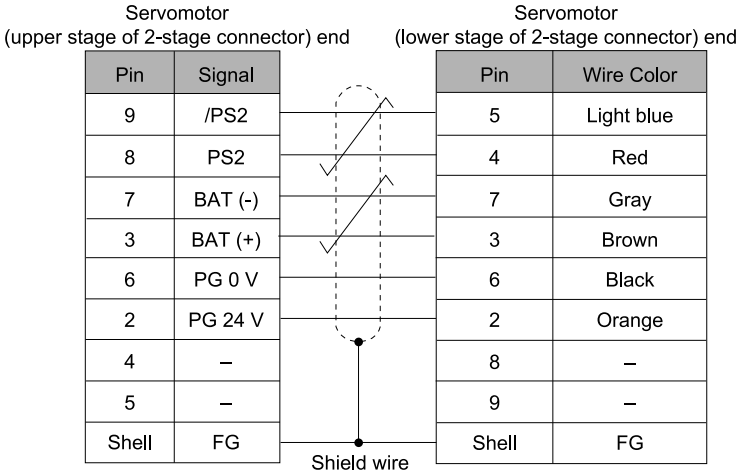 Servomotor
(upper stage of 2-stage connector) end
Servomotor
(lower stage of 2-stage connector) end
Pin Signal Pin Wire Color
9 /PS2 5 Light blue
8 PS2 4 Red
7 BAT (-) 7 Gray
3 BAT (+) 3 Brown
6 PG 0 V 6 Black
2 PG 24 V 2 Orange
4 – 8 –
5 – 9 –
Shell FG Shell FG
Shield wire